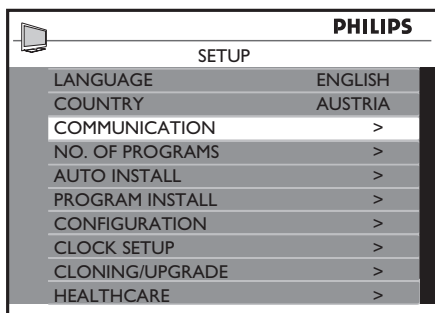 PHILIPS
SETUP
LANGUAGE ENGLISH
COUNTRY AUSTRIA
COMMUNICATION >
NO. OF PROGRAMS >
AUTO INSTALL >
PROGRAM INSTALL >
CONFIGURATION >
CLOCK SETUP >
CLONING/UPGRADE >
HEALTHCARE >